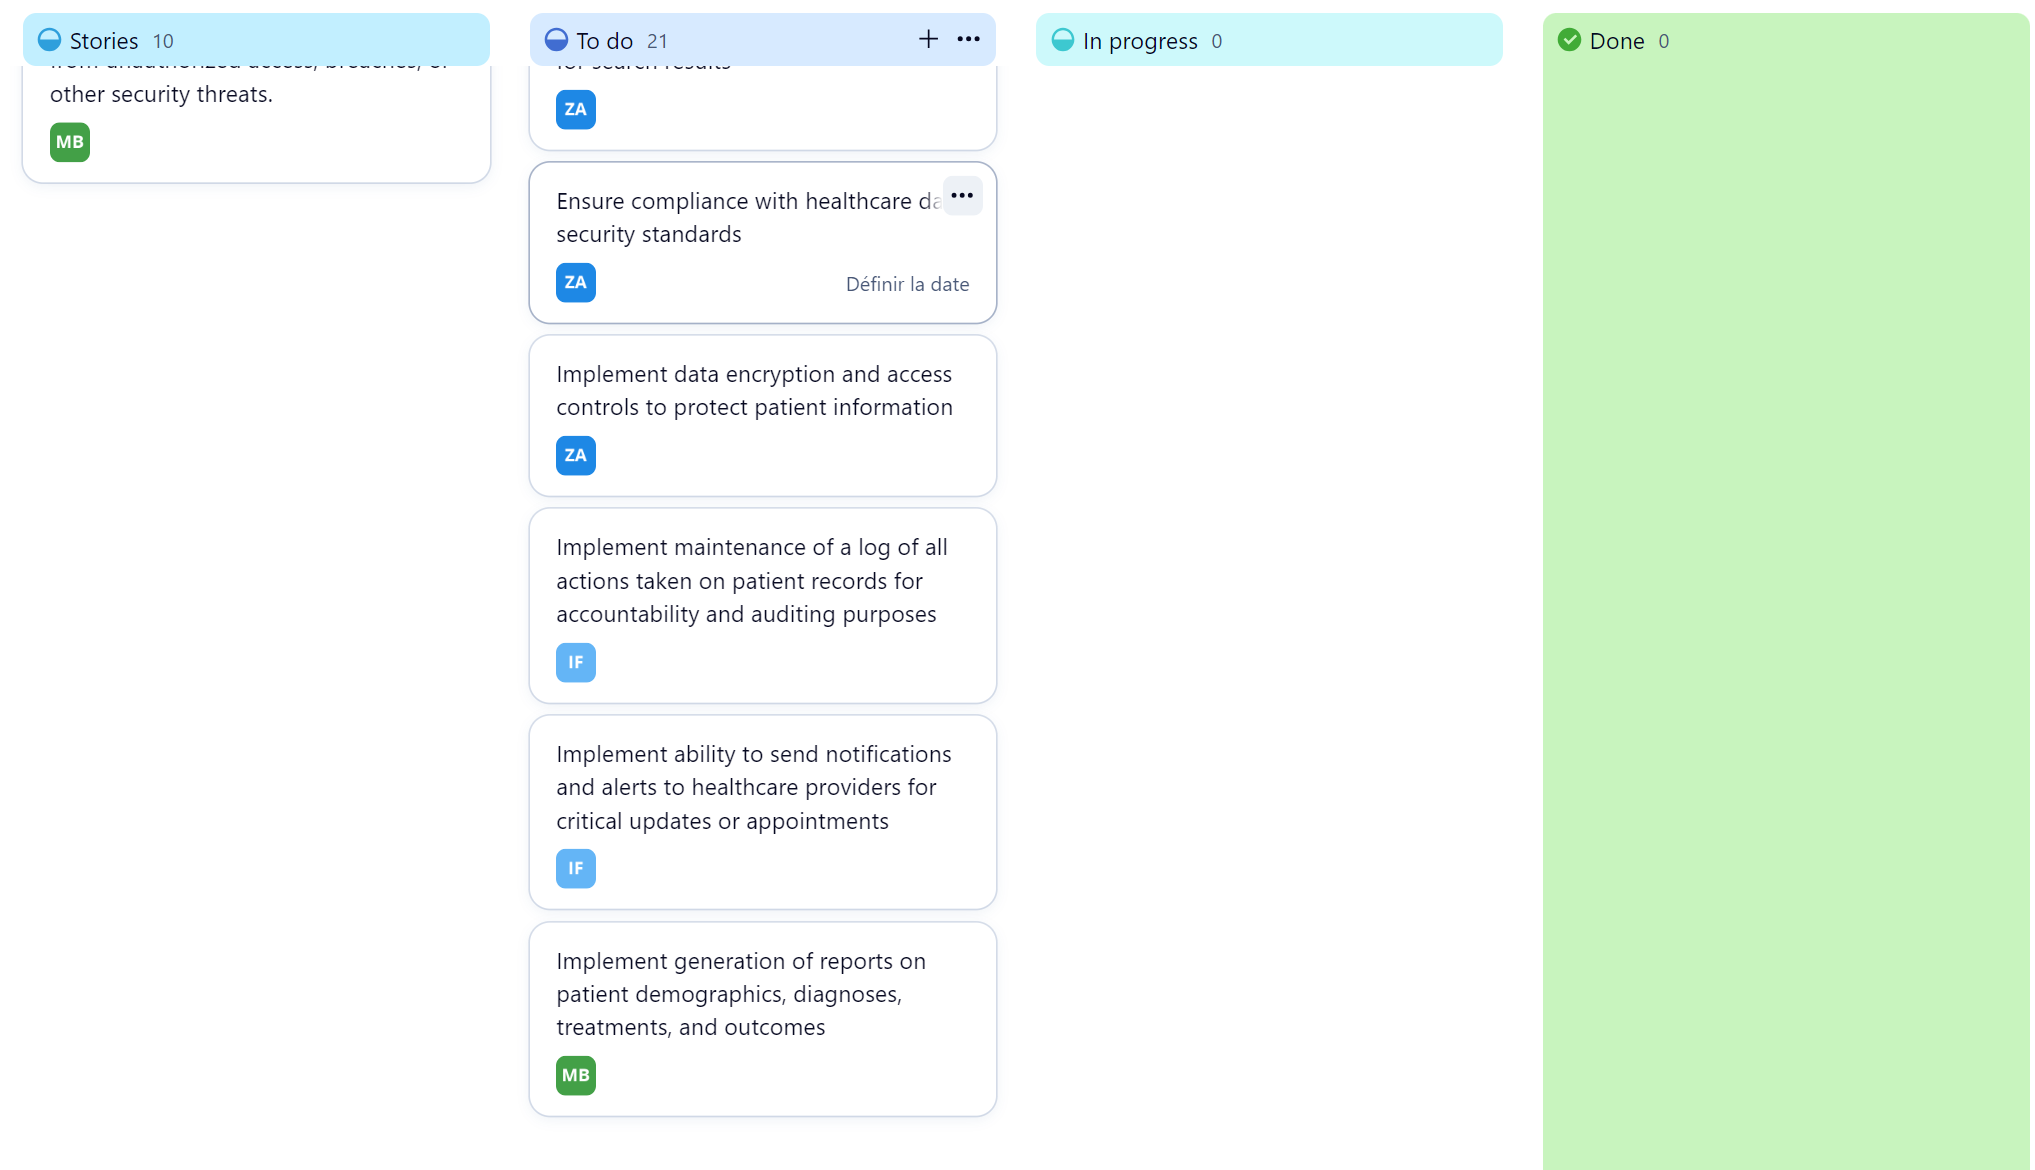 Stories 10
other security threats.
MB
To do 21
for search results
ZA
Ensure compliance with healthcare
security standards
ZA
Définir la date
Implement data encryption and access
controls to protect patient information
ZA
Implement maintenance of a log of all
actions taken on patient records for
accountability and auditing purposes
IF
Implement ability to send notifications
and alerts to healthcare providers for
critical updates or appointments
IF
Implement generation of reports on
patient demographics, diagnoses,
treatments, and outcomes
MB
In progress 0
Done 0